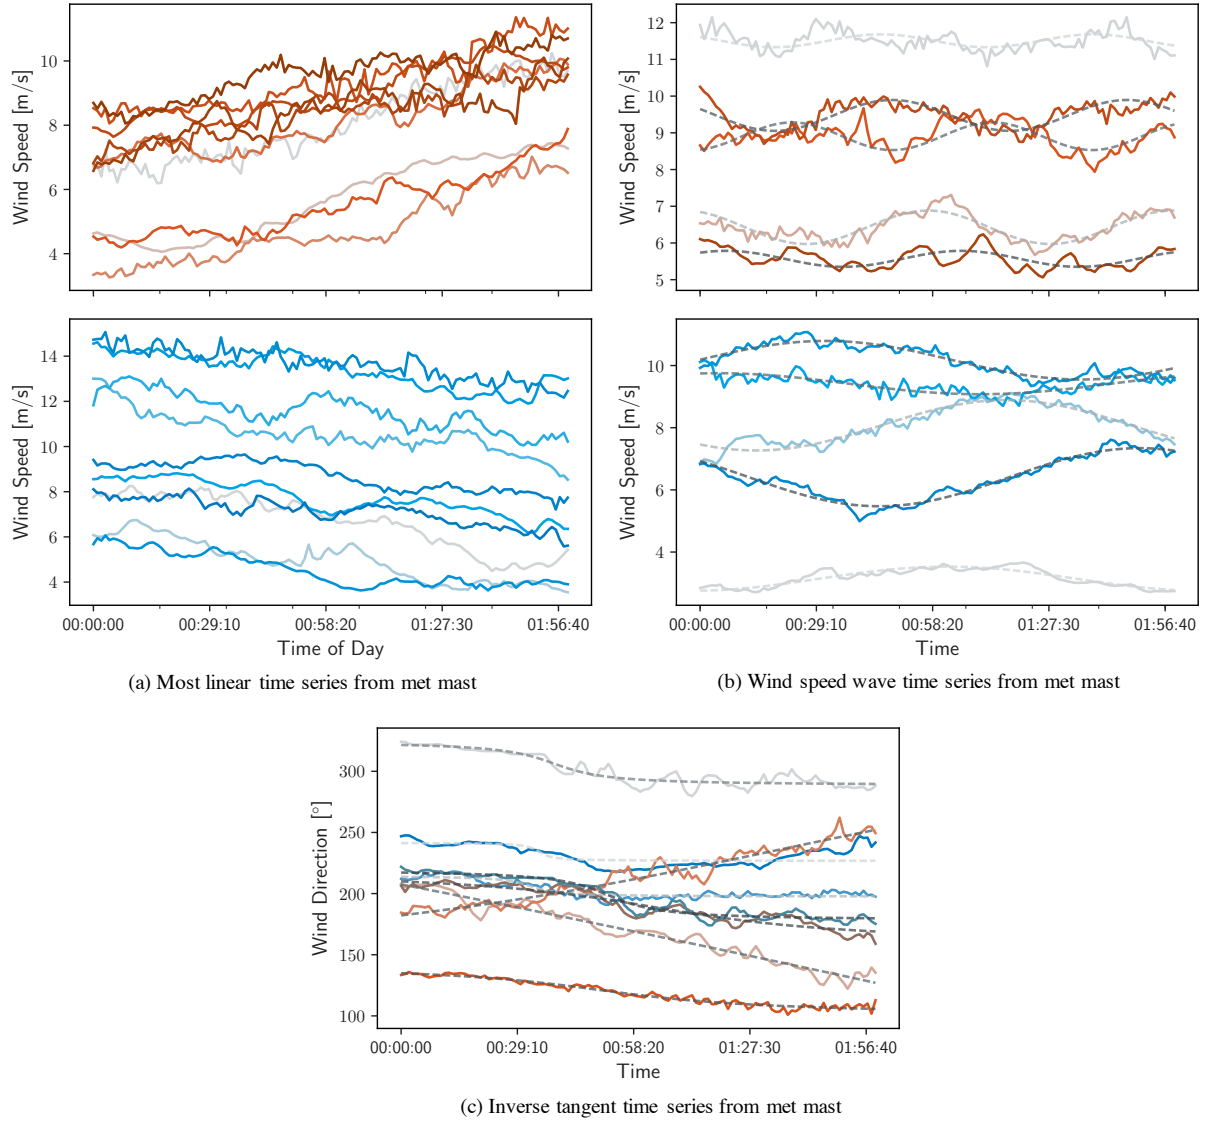 10
8
6
4
Wind Speed [m/s]
12
11
10
9
8
7
6
5
Wind Speed [m/s]
14
12
10
8
6
4
Wind Speed [m/s]
00:00:00 00:29:10 00:58:20 01:27:30 01:56:40
Time of Day
10
8
6
4
Wind Speed [m/s]
00:00:00 00:29:10 00:58:20 01:27:30 01:56:40
Time
(a) Most linear time series from met mast
(b) Wind speed wave time series from met mast
300
250
200
150
100
Wind Direction [°]
00:00:00 00:29:10 00:58:20 01:27:30 01:56:40
Time
(c) Inverse tangent time series from met mast